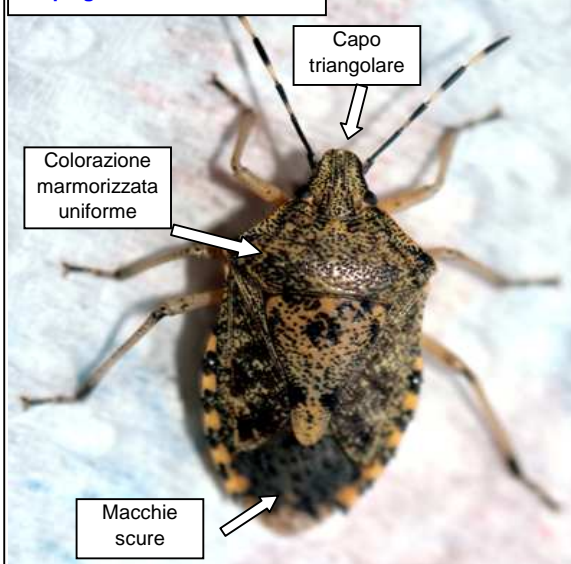 Capo
triangolare
Colorazione
marmorizzata
uniforme
Macchie
scure